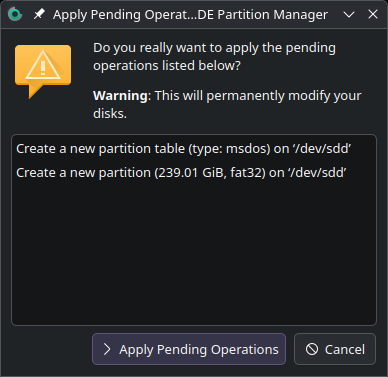 Apply Pending Operat...DE Partition Manager
Do you really want to apply the pending
operations listed below?
Warning: This will permanently modify your
disks.
Create a new partition table (type: msdos) on ‘/dev/sdd’
Create a new partition (239.01 GiB, fat32) on ‘/dev/sdd’
Apply Pending Operations
Cancel